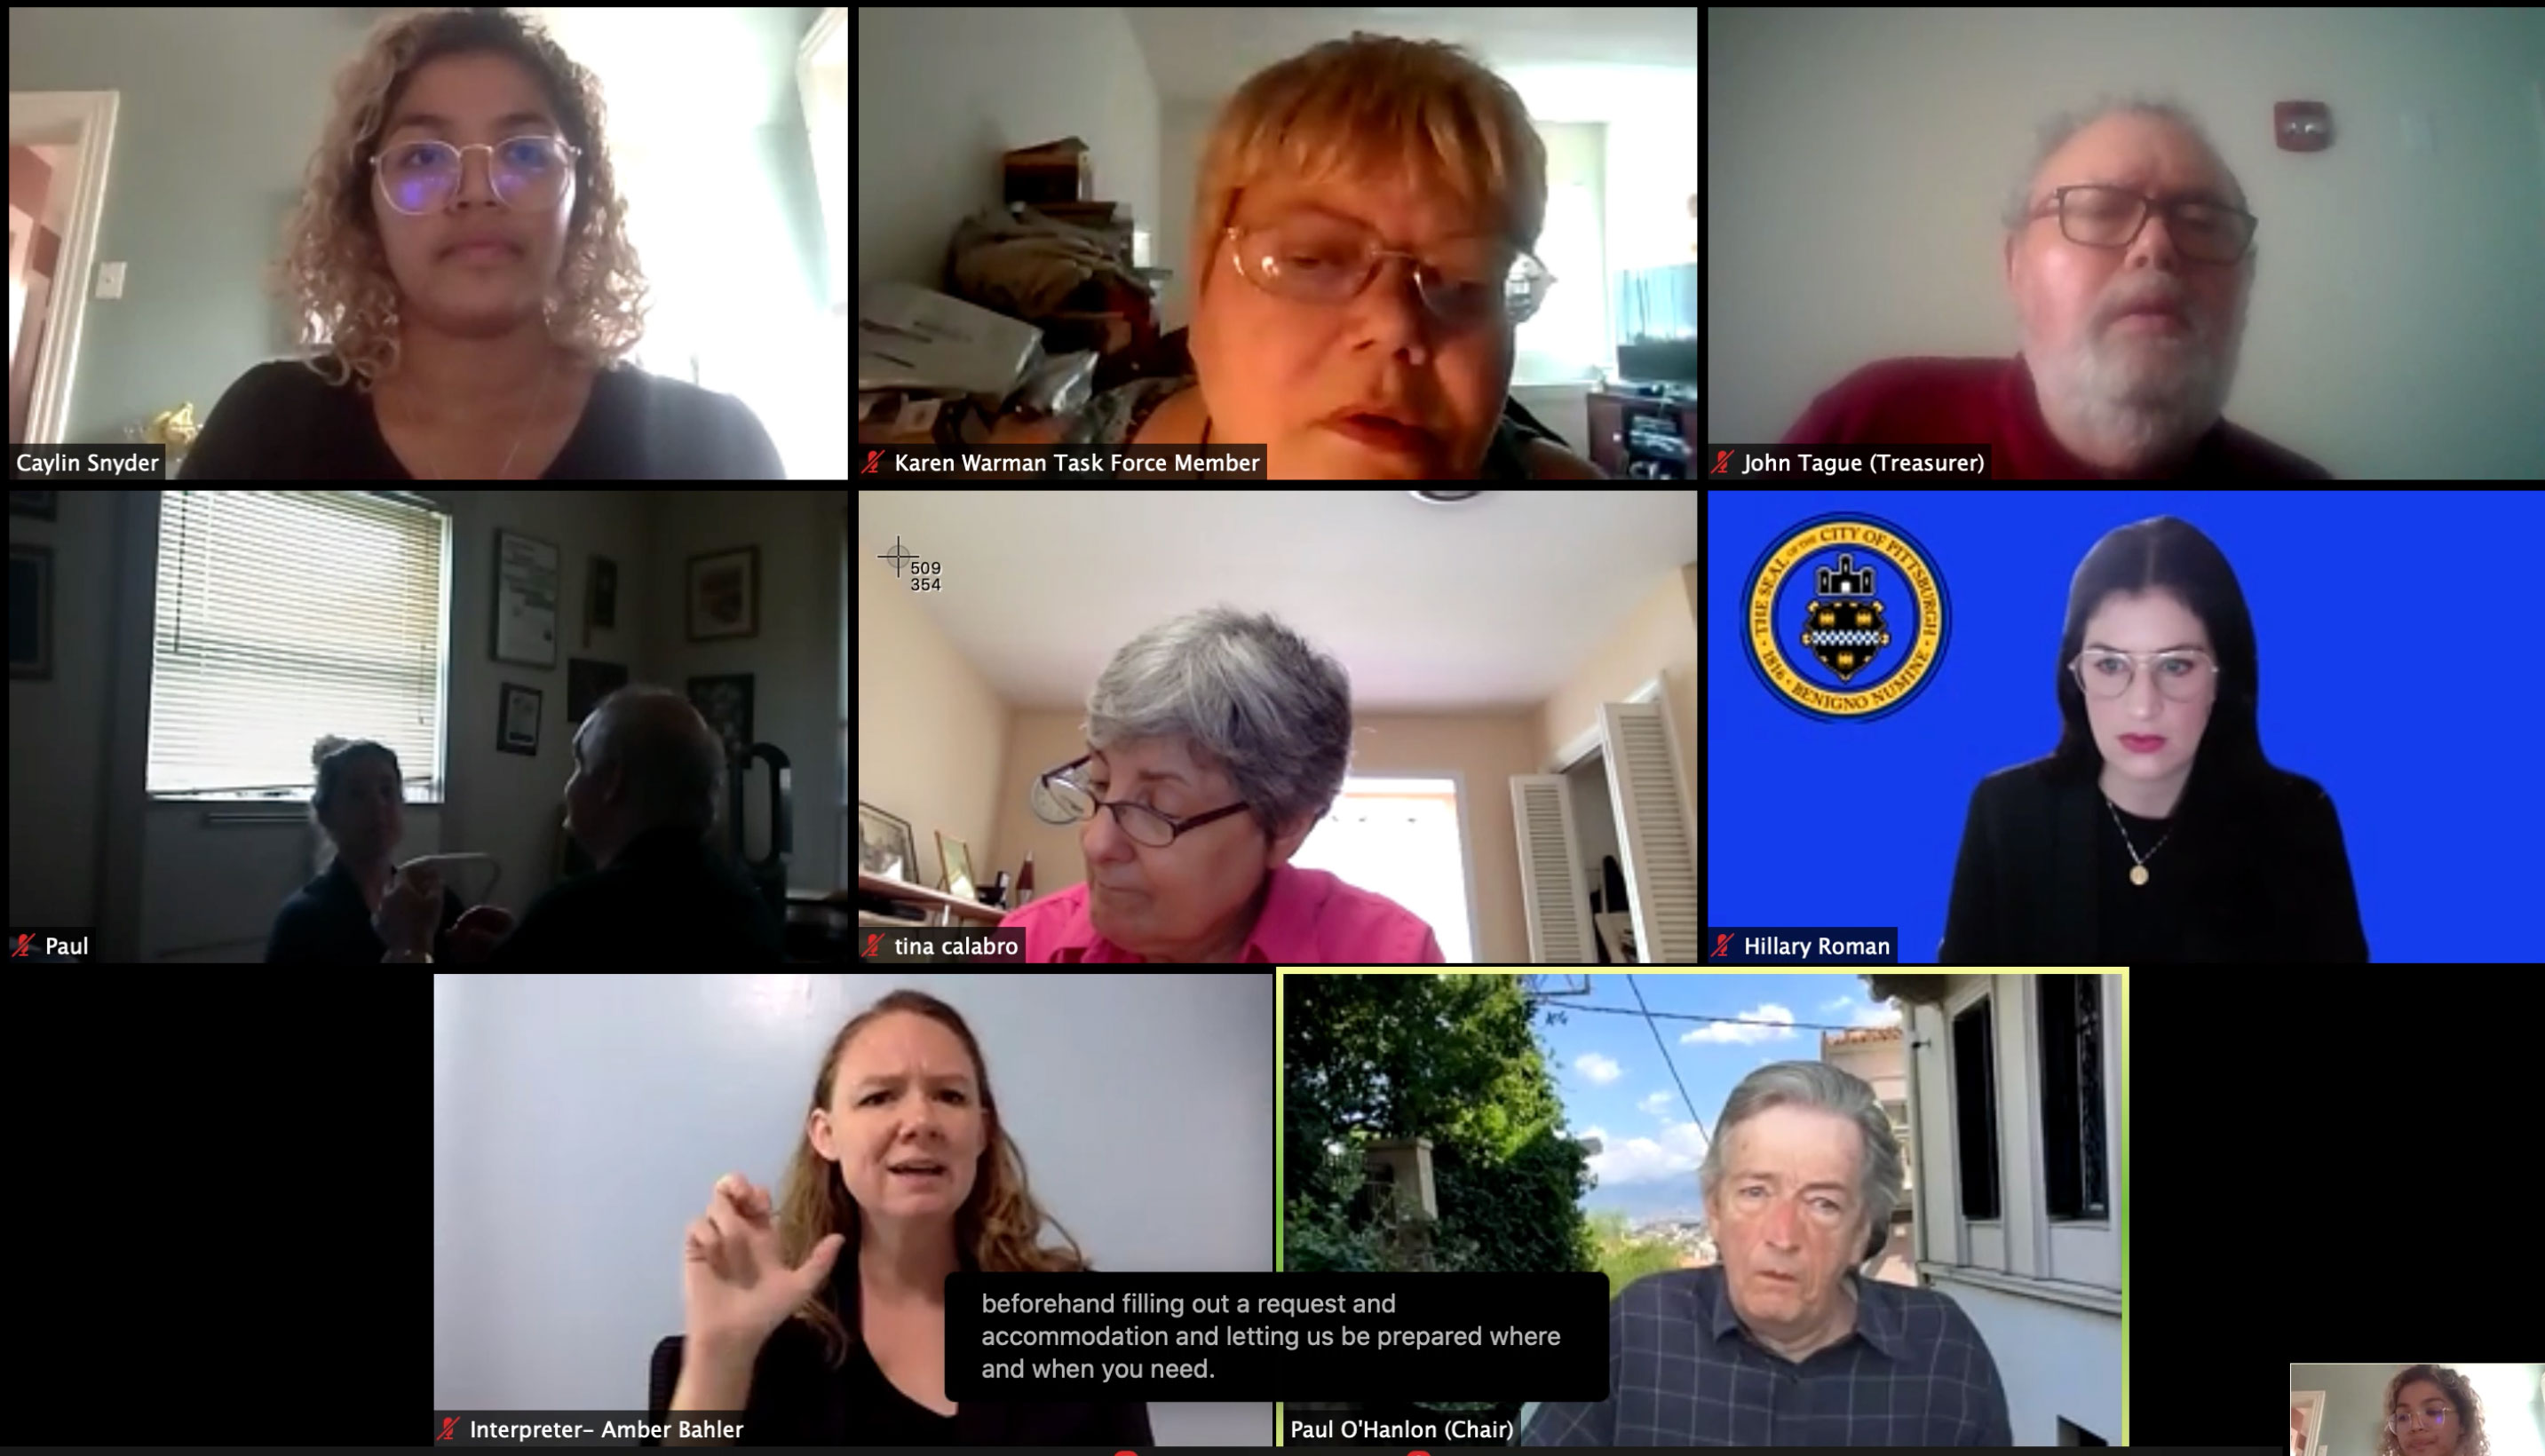 Caylin Snyder
Karen Warman Task Force Member
John Tague (Treasurer)
Paul
509
354
tina calabro
THE SEAL OF THE CITY OF PITTSBURGH
· 1816 · BENIGNO NUMINE ·
Hillary Roman
Interpreter– Amber Bahler
beforehand filling out a request and
accommodation and letting us be prepared where
and when you need.
Paul O'Hanlon (Chair)